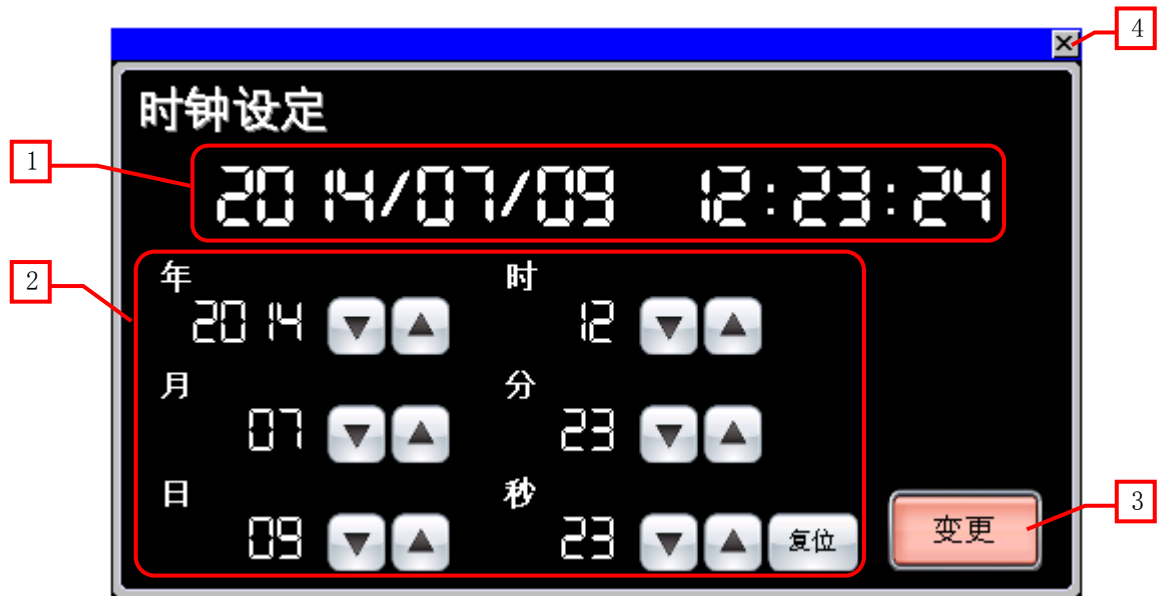 4
×
时钟设定
1
2014/07/09 12:23:24
2
年 时
2014 ▼ ▲ 12 ▼ ▲
月 分
07 ▼ ▲ 23 ▼ ▲
日 秒
09 ▼ ▲ 23 ▼ ▲ 复位
变更
3